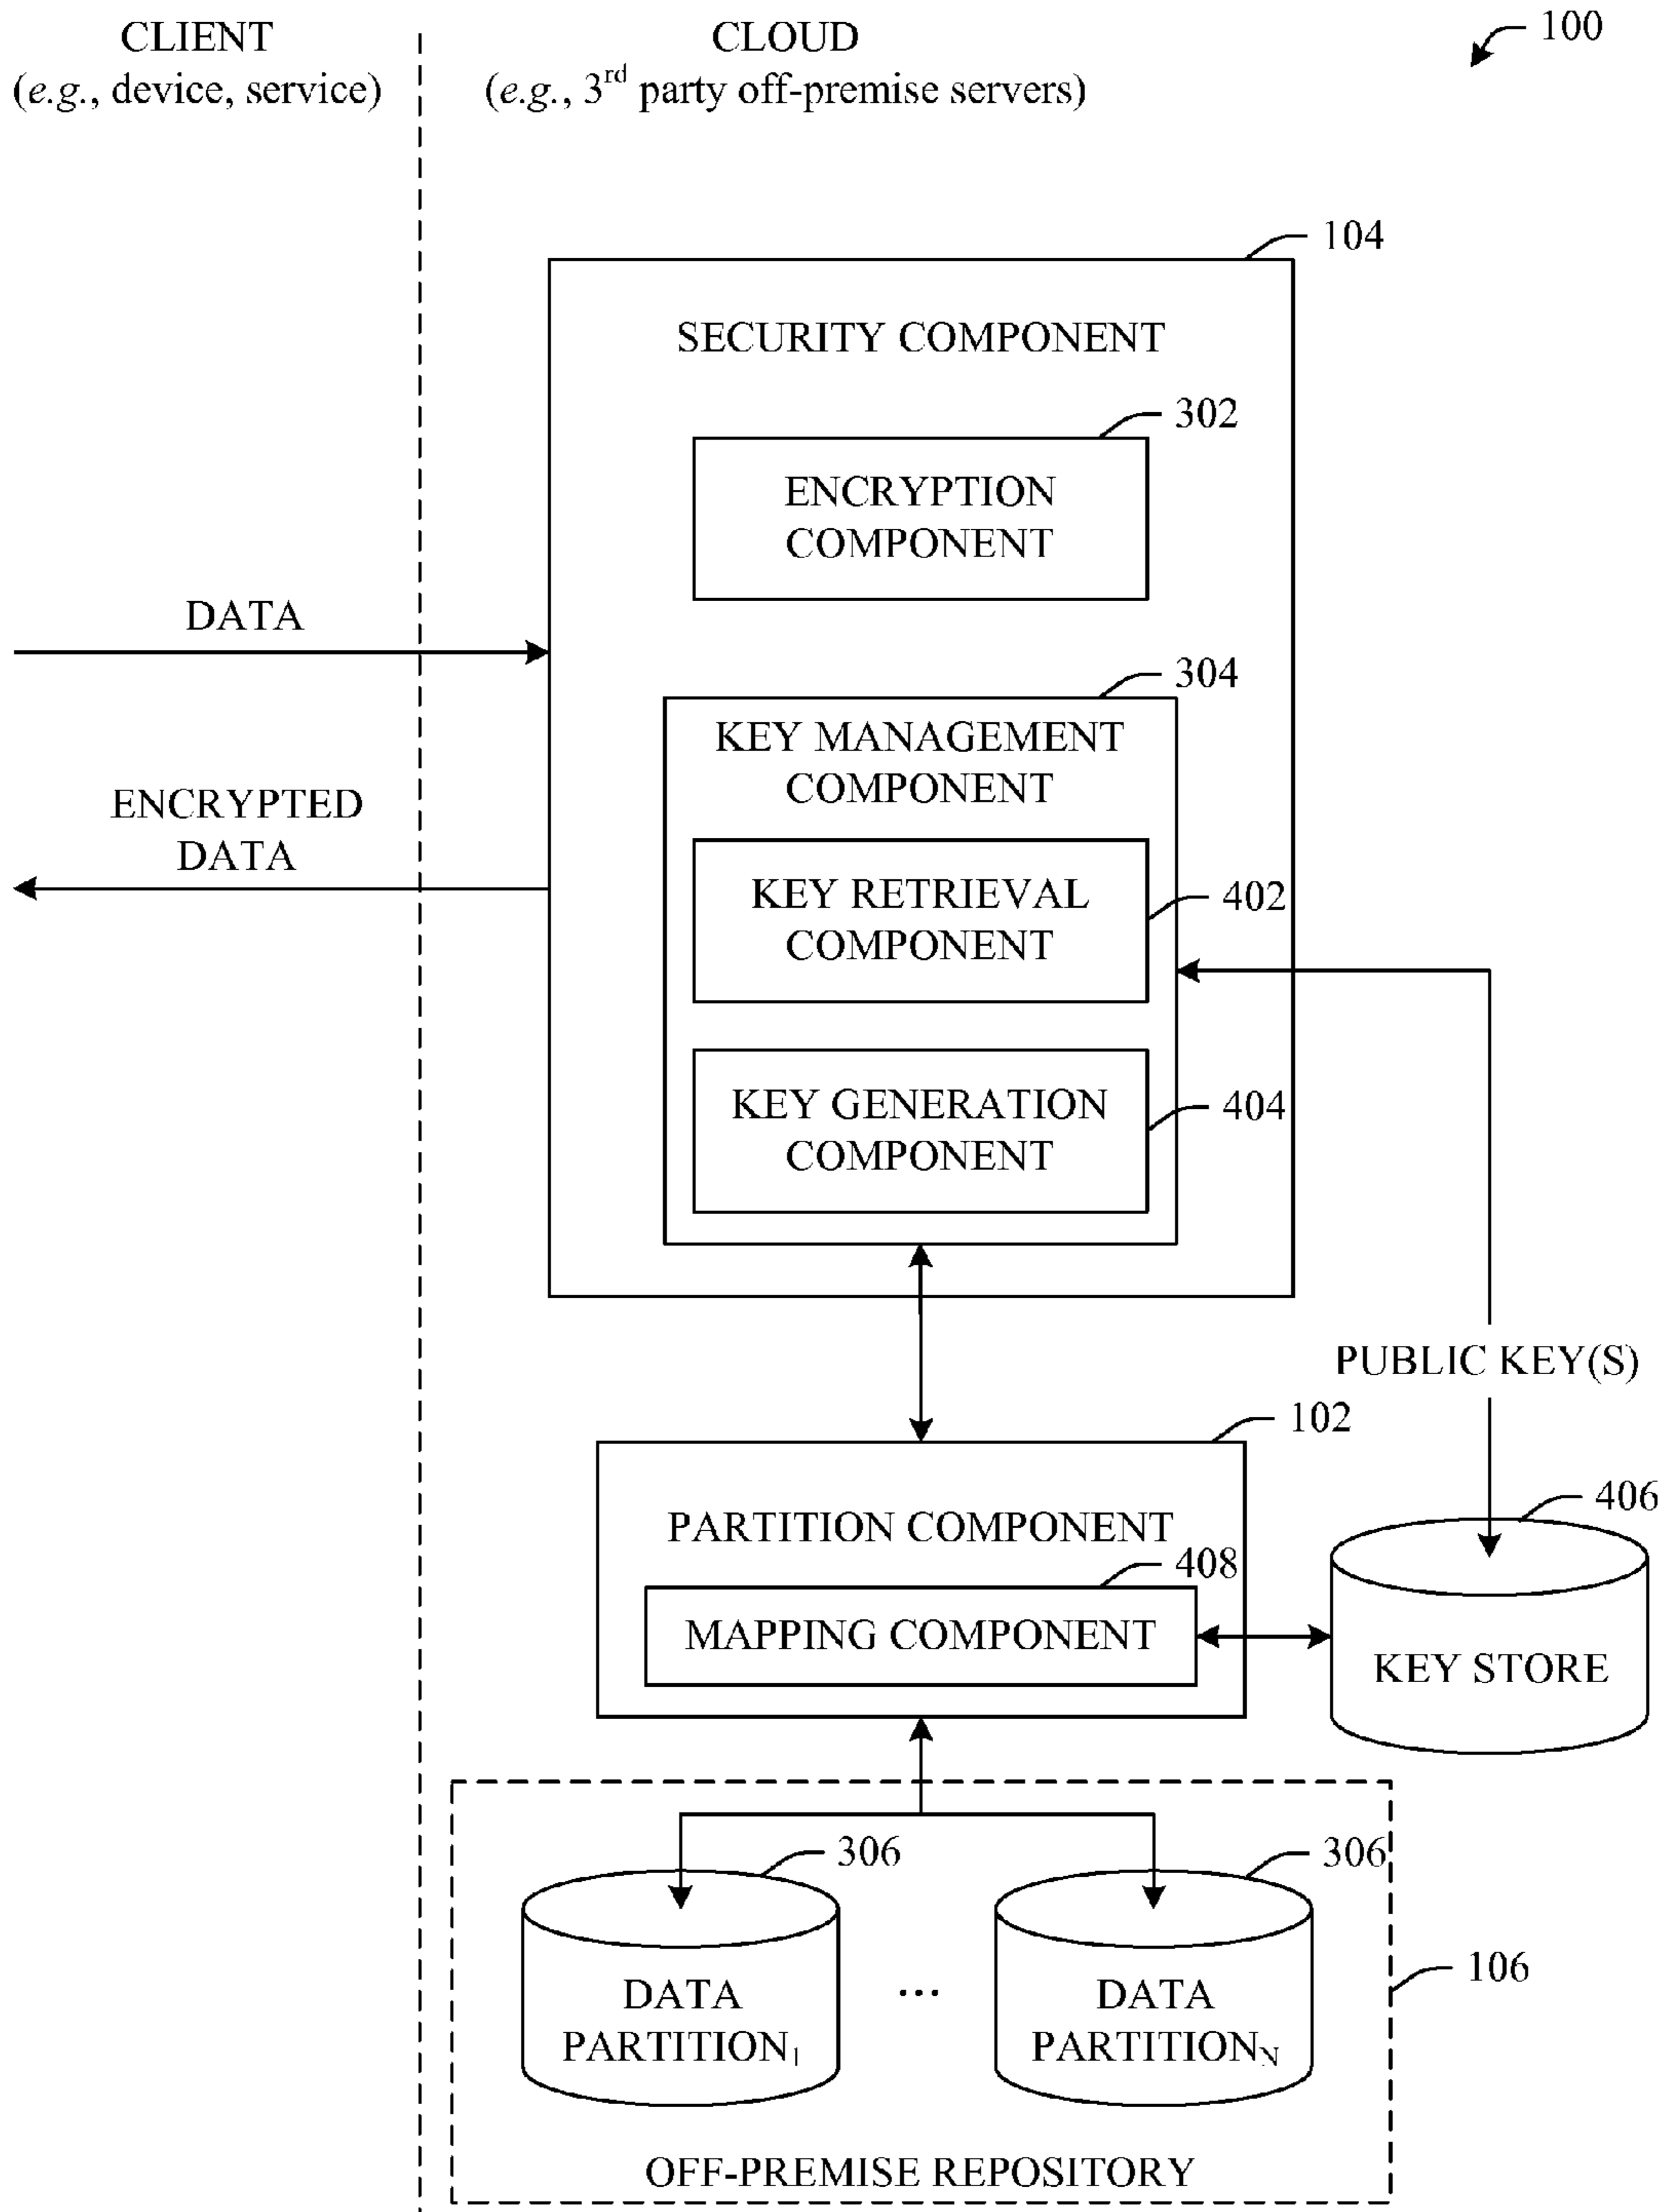 CLIENT
(e.g., device, service)
CLOUD
(e.g., 3rd party off-premise servers)
100
104
SECURITY COMPONENT
302
ENCRYPTION
COMPONENT
DATA
304
KEY MANAGEMENT
COMPONENT
ENCRYPTED
DATA
KEY RETRIEVAL
COMPONENT
402
KEY GENERATION
COMPONENT
404
PUBLIC KEY(S)
102
PARTITION COMPONENT
406
408
MAPPING COMPONENT
KEY STORE
306
306
DATA
PARTITION1
...
DATA
PARTITIONN
106
OFF-PREMISE REPOSITORY